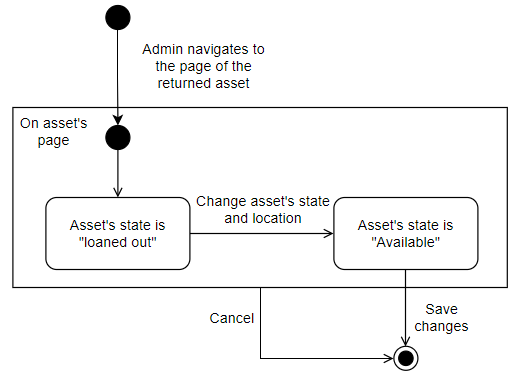 Admin navigates to
the page of the
returned asset
On asset's
page
Asset's state is
"loaned out"
Change asset's state
and location
Asset's state is
"Available"
Cancel
Save
changes